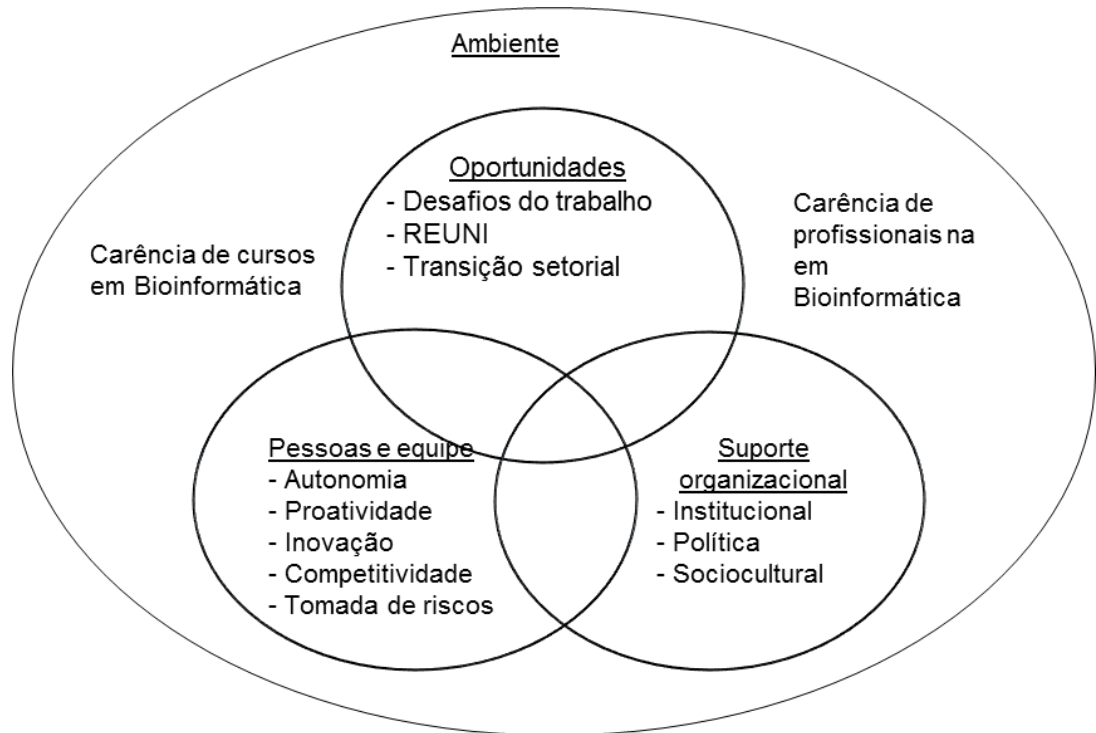 Ambiente
Oportunidades
- Desafios do trabalho
- REUNI
- Transição setorial
Carência de cursos
em Bioinformática
Carência de
profissionais na
em
Bioinformática
Pessoas e equipe
- Autonomia
- Proatividade
- Inovação
- Competitividade
- Tomada de riscos
Suporte
organizacional
- Institucional
- Política
- Sociocultural